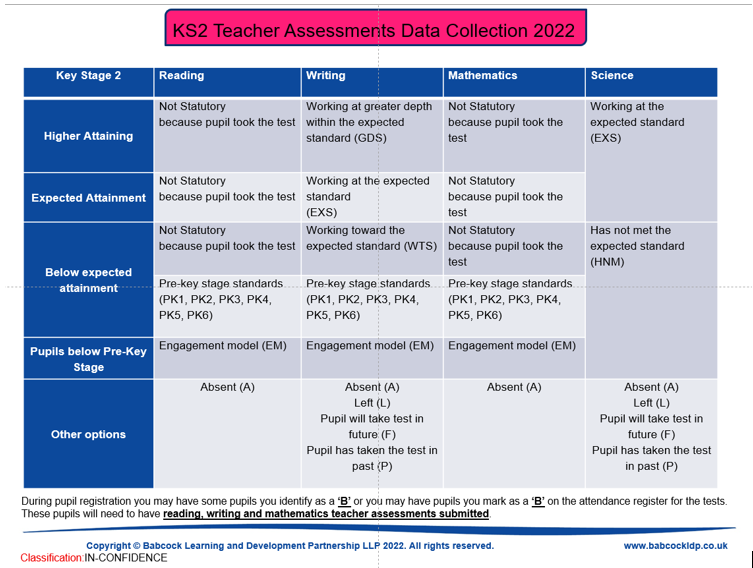 KS2 Teacher Assessments Data Collection 2022
Key Stage 2
Reading
Writing
Mathematics
Science
Higher Attaining
Not Statutory
because pupil took the test
Working at greater depth
within the expected
standard (GDS)
Not Statutory
because pupil took the
test
Working at the
expected standard
(EXS)
Expected Attainment
Not Statutory
because pupil took the test
Working at the expected
standard
(EXS)
Not Statutory
because pupil took the
test
Below expected
attainment
Not Statutory
because pupil took the test
Working toward the
expected standard (WTS)
Not Statutory
because pupil took the
test
Has not met the
expected standard
(HNM)
Pre-key stage standards
(PK1, PK2, PK3, PK4,
PK5, PK6)
Pre-key stage standards
(PK1, PK2, PK3, PK4,
PK5, PK6)
Pre-key stage standards
(PK1, PK2, PK3, PK4,
PK5, PK6)
Pupils below Pre-Key
Stage
Engagement model (EM)
Engagement model (EM)
Engagement model (EM)
Other options
Absent (A)
Absent (A)
Left (L)
Pupil will take test in
future (F)
Pupil has taken the test in
past (P)
Absent (A)
Absent (A)
Left (L)
Pupil will take test in
future (F)
Pupil has taken the test
in past (P)
During pupil registration you may have some pupils you identify as a ‘B’ or you may have pupils you mark as a ‘B’ on the attendance register for the tests.
These pupils will need to have reading, writing and mathematics teacher assessments submitted.
Copyright © Babcock Learning and Development Partnership LLP 2022. All rights reserved.
www.babcockldp.co.uk
Classification:IN-CONFIDENCE